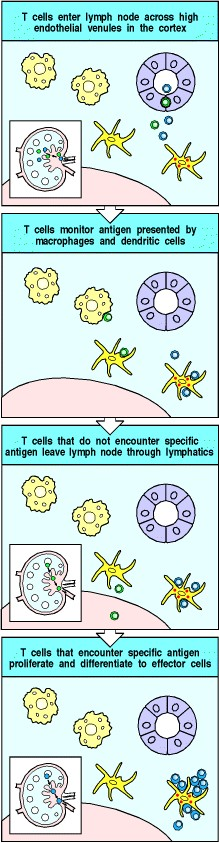 T cells enter lymph node across high
endothelial venules in the cortex
T cells monitor antigen presented by
macrophages and dendritic cells
T cells that do not encounter specific
antigen leave lymph node through lymphatics
T cells that encounter specific antigen
proliferate and differentiate to effector cells